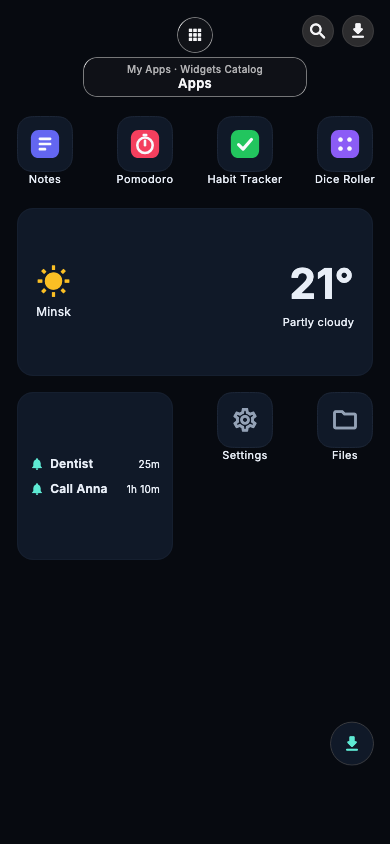 My Apps · Widgets Catalog
Apps
Notes
Pomodoro
Habit Tracker
Dice Roller
Minsk
21°
Partly cloudy
Dentist 25m
Call Anna 1h 10m
Settings
Files